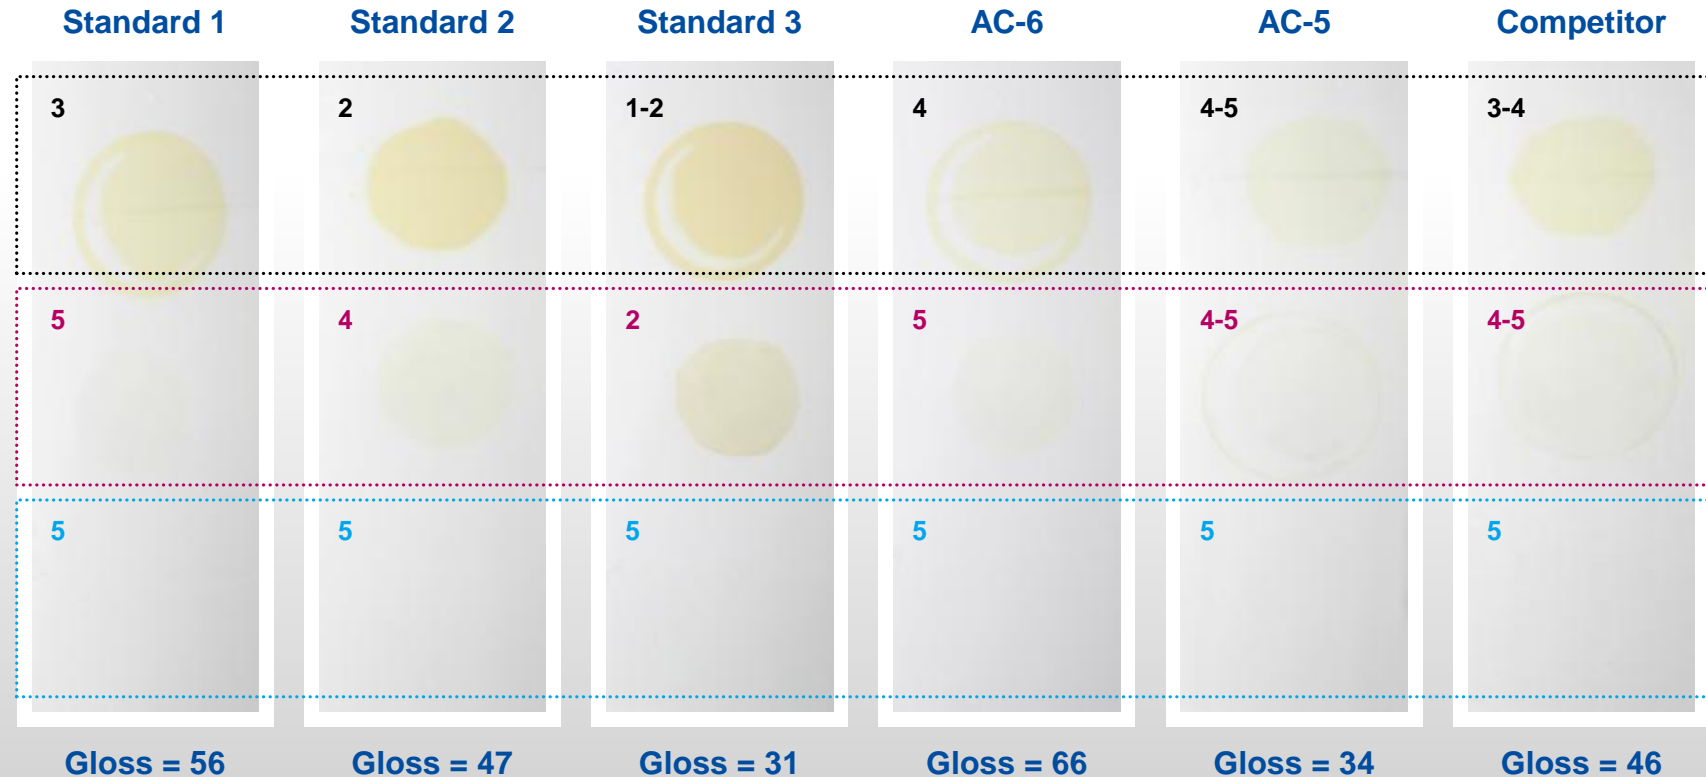 Standard 1 Standard 2 Standard 3 AC-6 AC-5 Competitor
3 2 1-2 4 4-5 3-4
5 4 2 5 4-5 4-5
5 5 5 5 5 5
Gloss = 56 Gloss = 47 Gloss = 31 Gloss = 66 Gloss = 34 Gloss = 46